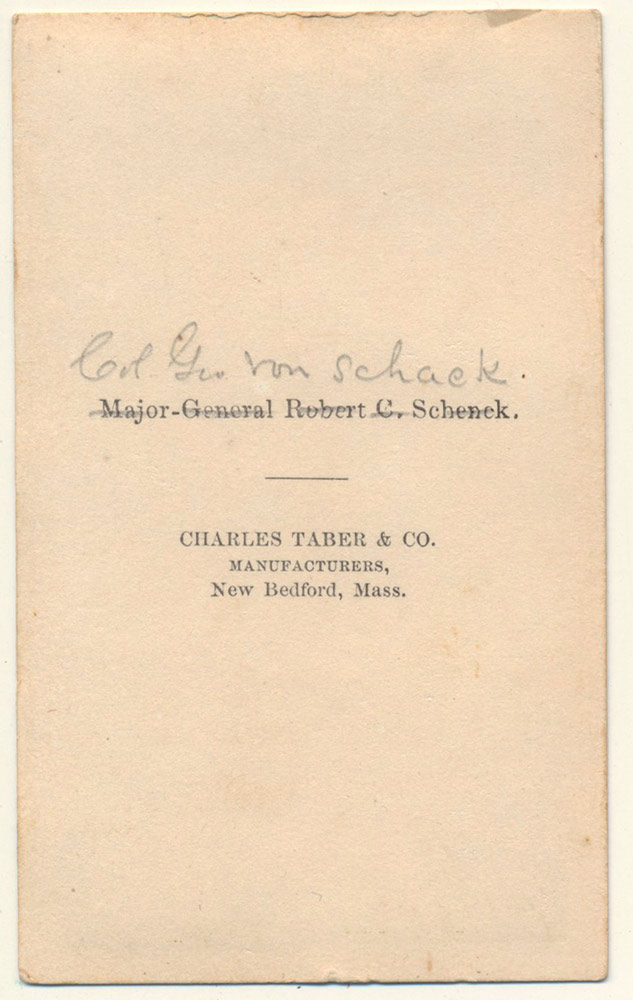 Col. Geo von Schack.
Major-General Robert C. Schenck.
CHARLES TABER & CO.
MANUFACTURERS,
New Bedford, Mass.